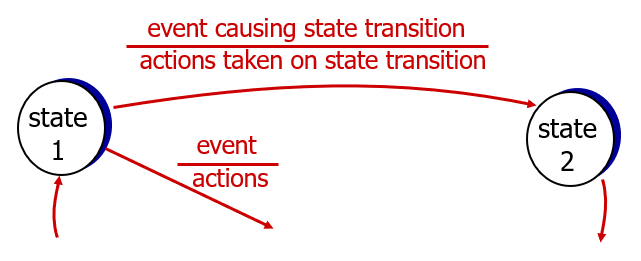 event causing state transition
actions taken on state transition
state
1
event
actions
state
2